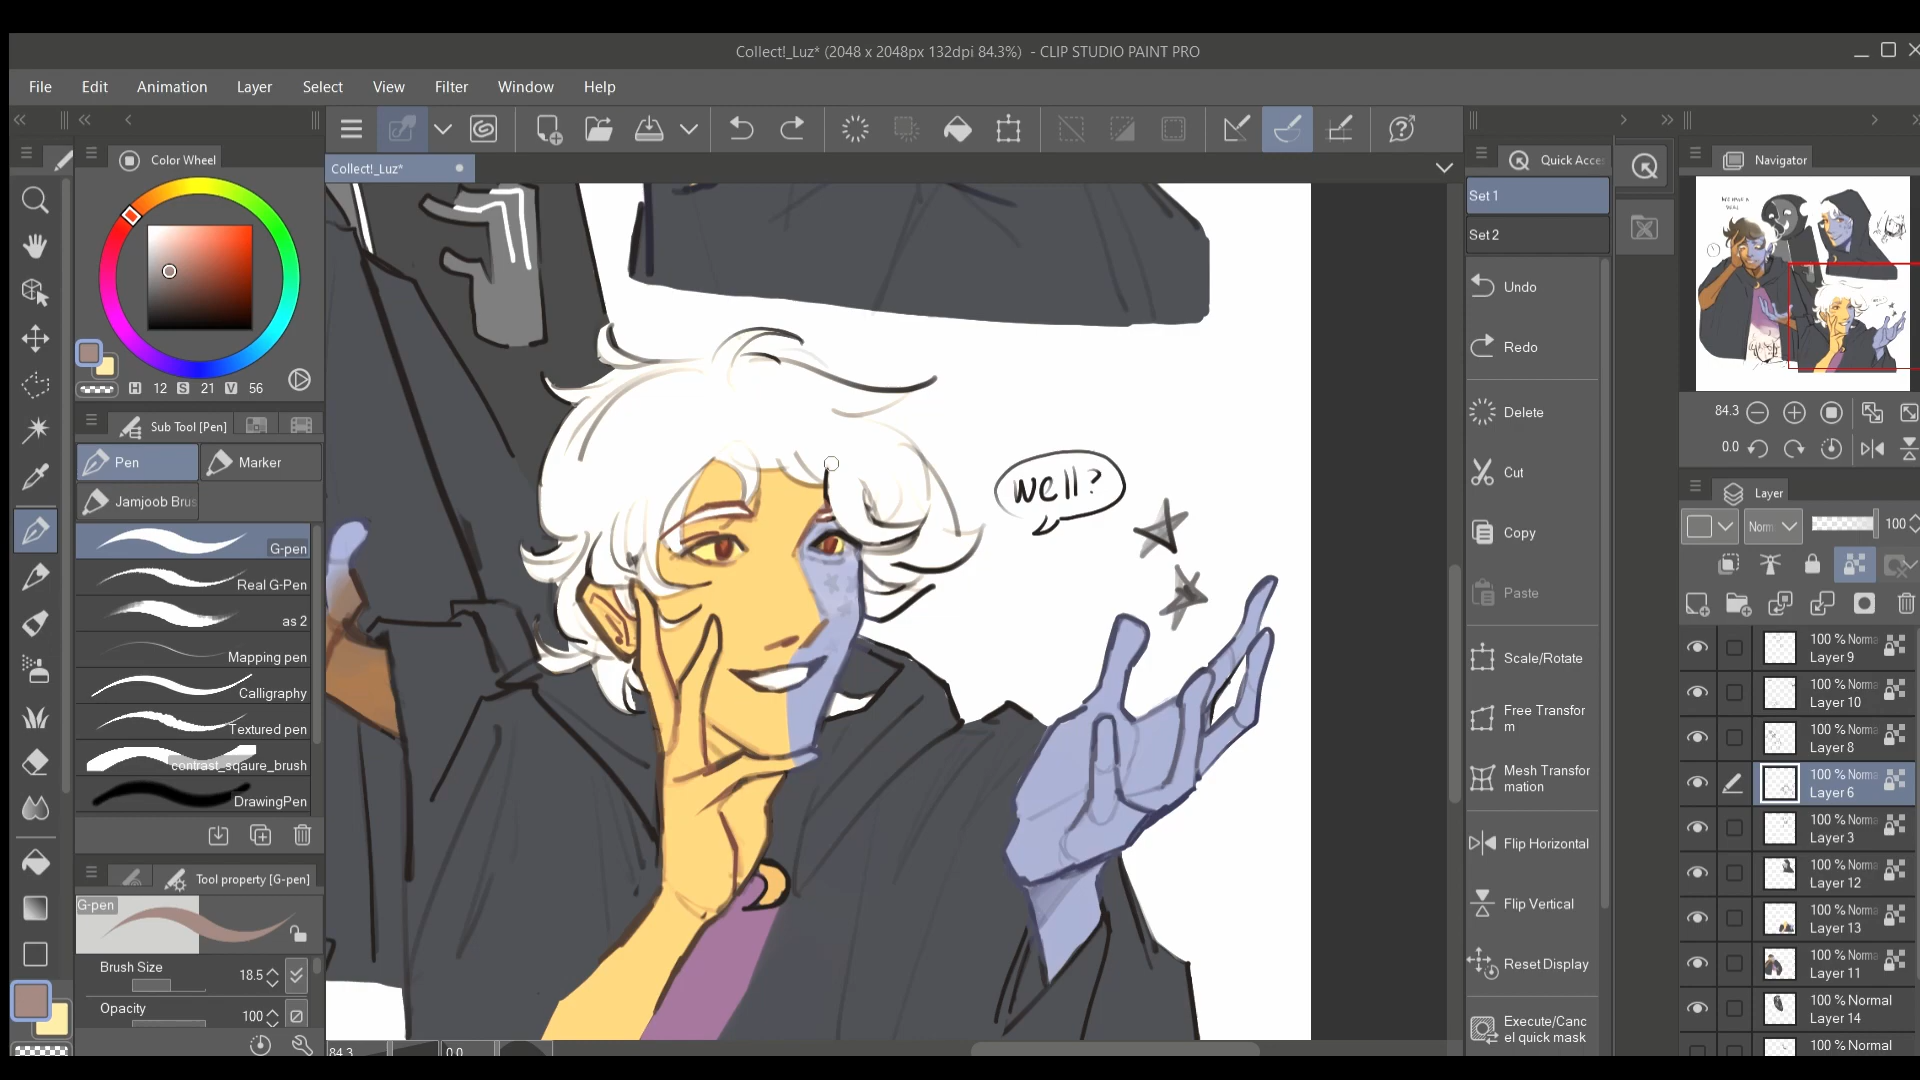 Collect!_Luz* (2048 x 2048px 132dpi 84.3%) - CLIP STUDIO PAINT PRO
File Edit Animation Layer Select View Filter Window Help
Color Wheel
Collect!_Luz*
Quick Acce
Navigator
Set 1
Set 2
H 12 S 21 V 56
Sub Tool [Pen]
Pen
Marker
Jamjoob Brus
G-pen
Real G-Pen
as 2
Mapping pen
Calligraphy
Textured pen
contrast_sqaure_brush
DrawingPen
Tool property [G-pen]
G-pen
Brush Size 18.5
Opacity 100
well?
84.3 0.0
Undo
Redo
Delete
Cut
Copy
Paste
Scale/Rotate
Free Transfor
m
Mesh Transfor
mation
Flip Horizontal
Flip Vertical
Reset Display
Execute/Canc
el quick mask
84.3
0.0
Layer
Norm 100
100 % Norma
Layer 9
100 % Norma
Layer 10
100 % Norma
Layer 8
100 % Norma
Layer 6
100 % Norma
Layer 3
100 % Norma
Layer 12
100 % Norma
Layer 13
100 % Norma
Layer 11
100 % Normal
Layer 14
100 % Normal